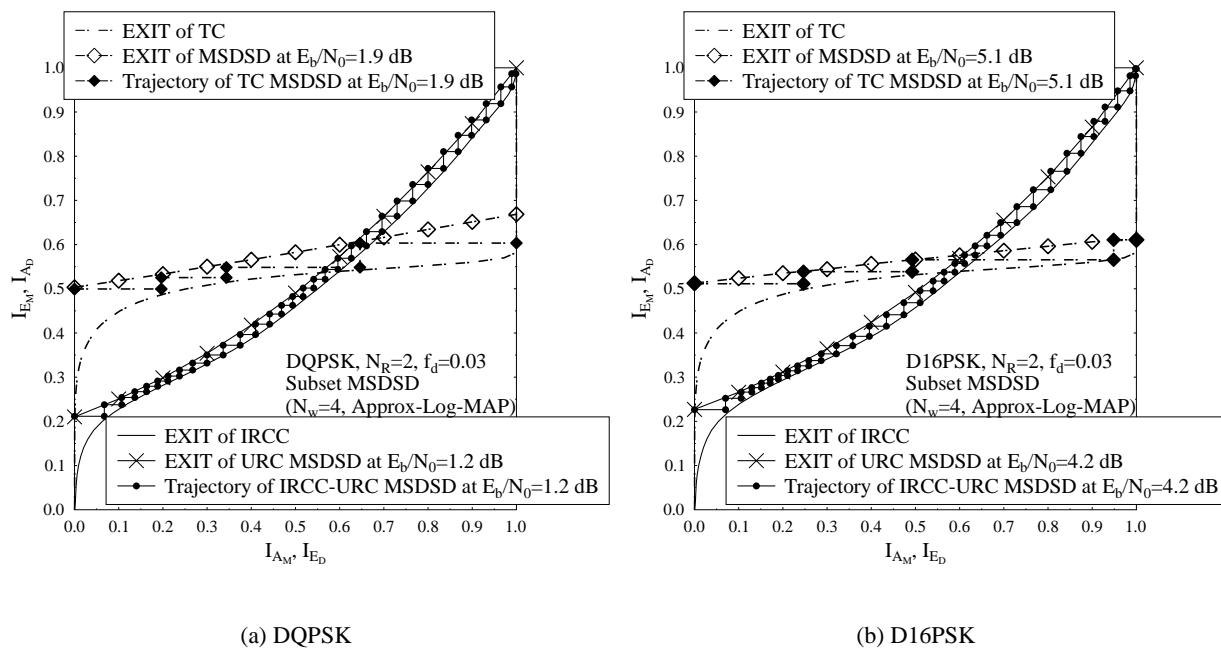 EXIT of TC
EXIT of MSDSD at E_b/N_0=1.9 dB
Trajectory of TC MSDSD at E_b/N_0=1.9 dB
1.0
0.9
0.8
0.7
0.6
0.5
0.4
0.3
0.2
0.1
0.0
I_{E_M}, I_{A_D}
DQPSK, N_R=2, f_d=0.03
Subset MSDSD
(N_w=4, Approx-Log-MAP)
EXIT of IRCC
EXIT of URC MSDSD at E_b/N_0=1.2 dB
Trajectory of IRCC-URC MSDSD at E_b/N_0=1.2 dB
0.0 0.1 0.2 0.3 0.4 0.5 0.6 0.7 0.8 0.9 1.0
I_{A_M}, I_{E_D}
(a) DQPSK
EXIT of TC
EXIT of MSDSD at E_b/N_0=5.1 dB
Trajectory of TC MSDSD at E_b/N_0=5.1 dB
1.0
0.9
0.8
0.7
0.6
0.5
0.4
0.3
0.2
0.1
0.0
I_{E_M}, I_{A_D}
D16PSK, N_R=2, f_d=0.03
Subset MSDSD
(N_w=4, Approx-Log-MAP)
EXIT of IRCC
EXIT of URC MSDSD at E_b/N_0=4.2 dB
Trajectory of IRCC-URC MSDSD at E_b/N_0=4.2 dB
0.0 0.1 0.2 0.3 0.4 0.5 0.6 0.7 0.8 0.9 1.0
I_{A_M}, I_{E_D}
(b) D16PSK